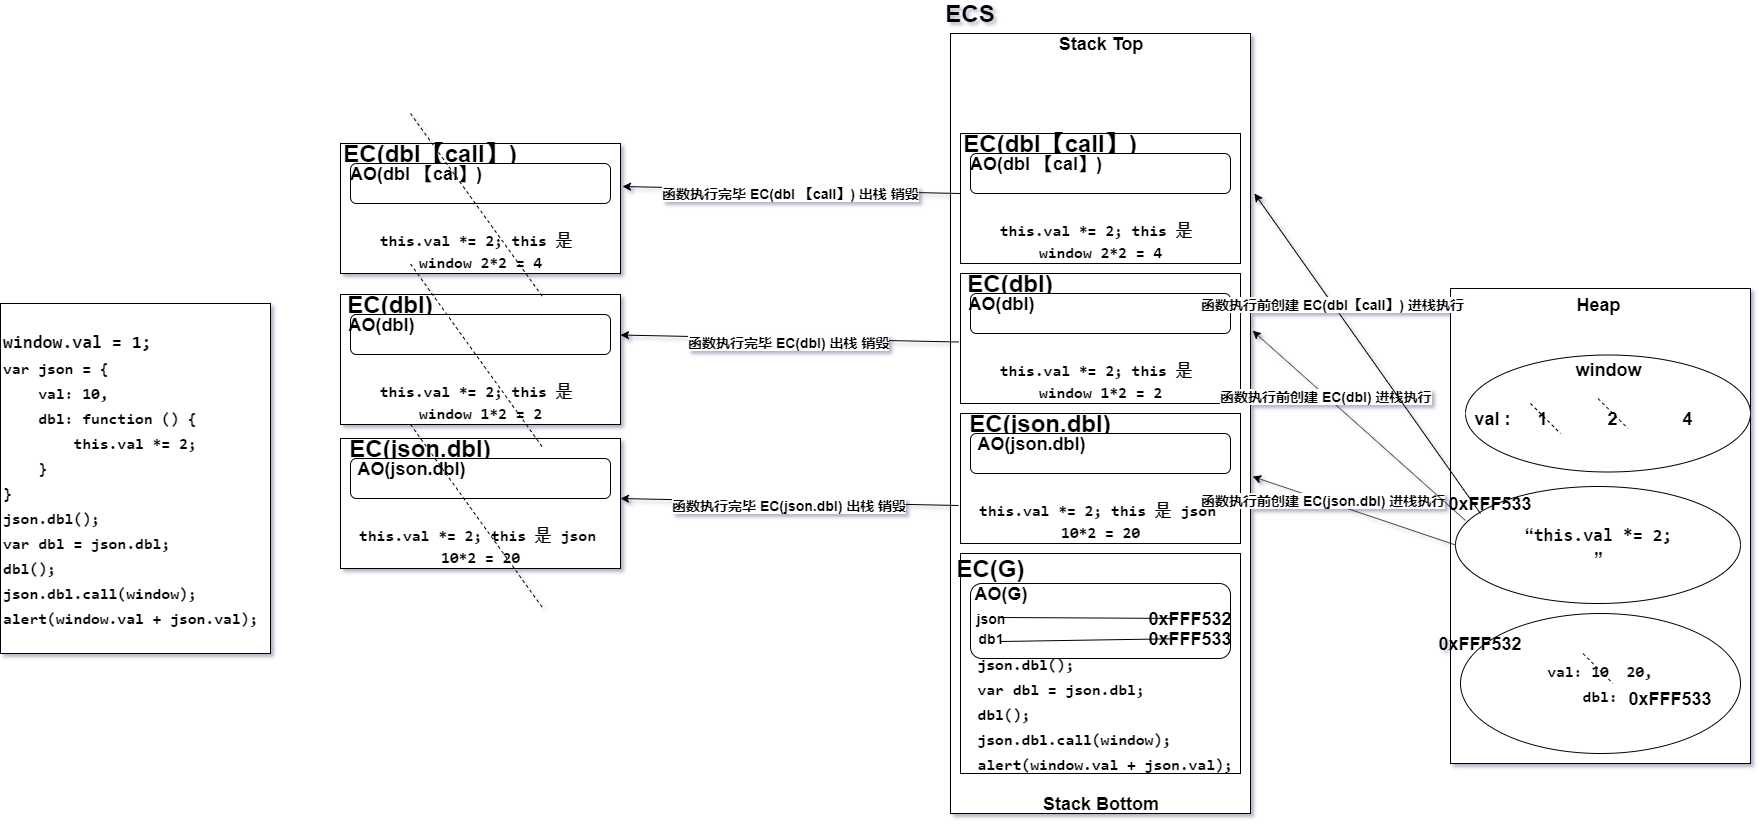 window.val = 1;
var json = {
val: 10,
dbl: function () {
this.val *= 2;
}
}
json.dbl();
var dbl = json.dbl;
dbl();
json.dbl.call(window);
alert(window.val + json.val);
EC(dbl【call】)
AO(dbl 【cal】)
this.val *= 2; this 是
window 2*2 = 4
EC(dbl)
AO(dbl)
this.val *= 2; this 是
window 1*2 = 2
EC(json.dbl)
AO(json.dbl)
this.val *= 2; this 是 json
10*2 = 20
函数执行完毕 EC(dbl 【call】) 出栈 销毁
函数执行完毕 EC(dbl) 出栈 销毁
函数执行完毕 EC(json.dbl) 出栈 销毁
ECS
Stack Top
EC(dbl【call】)
AO(dbl 【cal】)
this.val *= 2; this 是
window 2*2 = 4
EC(dbl)
AO(dbl)
this.val *= 2; this 是
window 1*2 = 2
EC(json.dbl)
AO(json.dbl)
this.val *= 2; this 是 json
10*2 = 20
EC(G)
AO(G)
json 0xFFF532
db1 0xFFF533
json.dbl();
var dbl = json.dbl;
dbl();
json.dbl.call(window);
alert(window.val + json.val);
Stack Bottom
函数执行前创建 EC(dbl【call】) 进栈执行
函数执行前创建 EC(dbl) 进栈执行
函数执行前创建 EC(json.dbl) 进栈执行
Heap
window
val : 1 2 4
0xFFF533
“this.val *= 2;
”
0xFFF532
val: 10 20,
dbl: 0xFFF533